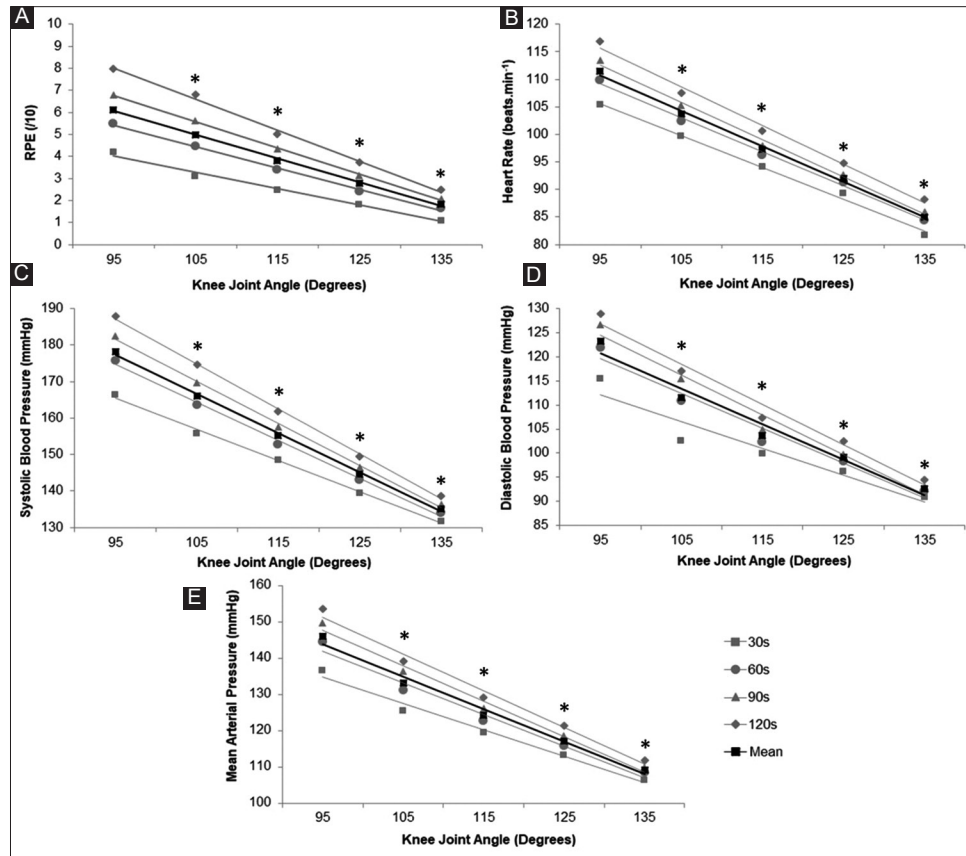 A
10
9
8
7
6
5
4
3
2
1
0
RPE (/10)
*
*
*
*
95 105 115 125 135
Knee Joint Angle (Degrees)
B
120
115
110
105
100
95
90
85
80
Heart Rate (beats.min⁻¹)
*
*
*
*
95 105 115 125 135
Knee Joint Angle (Degrees)
C
190
180
170
160
150
140
130
Systolic Blood Pressure (mmHg)
*
*
*
*
95 105 115 125 135
Knee Joint Angle (Degrees)
D
130
125
120
115
110
105
100
95
90
85
Diastolic Blood Pressure (mmHg)
*
*
*
*
95 105 115 125 135
Knee Joint Angle (Degrees)
E
160
150
140
130
120
110
100
Mean Arterial Pressure (mmHg)
*
*
*
*
95 105 115 125 135
Knee Joint Angle (Degrees)
30s
60s
90s
120s
Mean